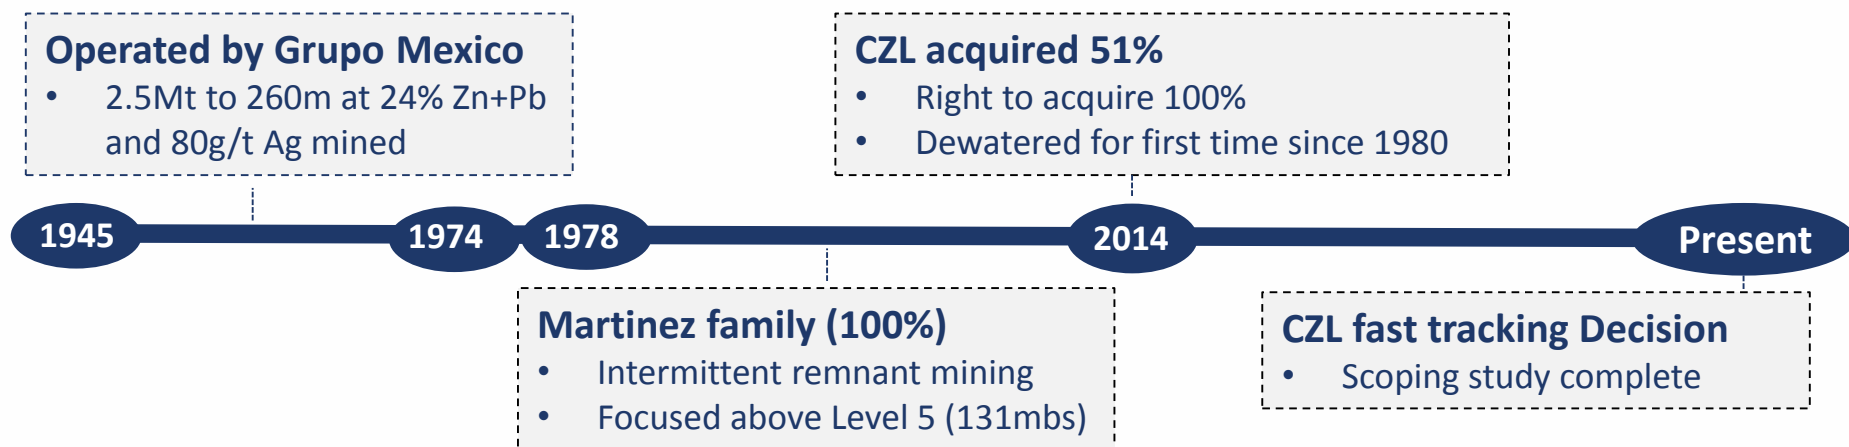 Operated by Grupo Mexico
• 2.5Mt to 260m at 24% Zn+Pb
and 80g/t Ag mined
CZL acquired 51%
• Right to acquire 100%
• Dewatered for first time since 1980
1945
1974
1978
2014
Present
Martinez family (100%)
• Intermittent remnant mining
• Focused above Level 5 (131mbs)
CZL fast tracking Decision
• Scoping study complete